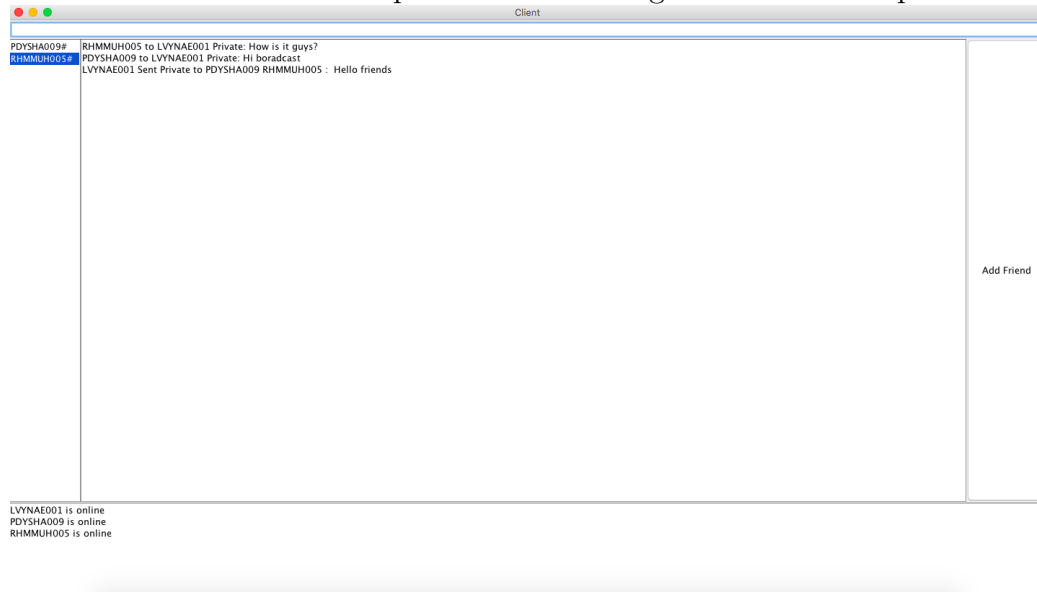 Client
PDYSHA009#
RHMMUH005#
RHMMUH005 to LVYNAE001 Private: How is it guys?
PDYSHA009 to LVYNAE001 Private: Hi boradcast
LVYNAE001 Sent Private to PDYSHA009 RHMMUH005 : Hello friends
Add Friend
LVYNAE001 is online
PDYSHA009 is online
RHMMUH005 is online